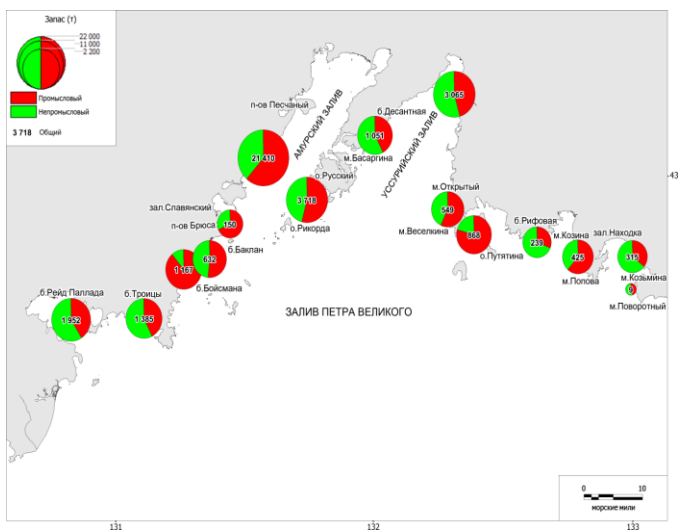 Запас (т)
22 000
11 000
2 200
Промысловый
Непромысловый
3 718 Общий
п-ов Песчаный
АМУРСКИЙ ЗАЛИВ
б.Десантная
1 051
м.Басаргина
УССУРИЙСКИЙ ЗАЛИВ
3 065
21 410
о.Русский
3 718
о.Рикорда
43
зал.Славянский
п-ов Брюса
150
м.Открытый
549
м.Веселкина
868
о.Путятина
б.Рифовая
239
м.Козина
425
м.Попова
зал.Находка
315
м.Козьмина
м.Поворотный
632
б.Баклан
1 167
б.Бойсмана
б.Рейд Паллада
1 952
б.Троицы
1 385
ЗАЛИВ ПЕТРА ВЕЛИКОГО
0 10
морские мили
131 132 133